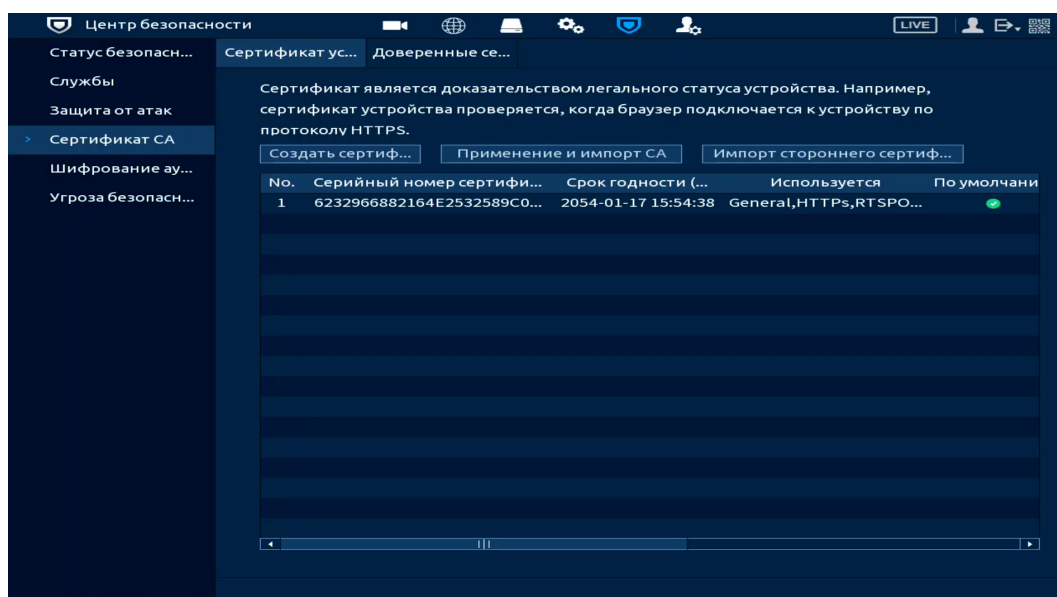 Центр безопасности
LIVE
Статус безопасн...
Службы
Защита от атак
Сертификат CA
Шифрование ау...
Угроза безопасн...
Сертификат ус...
Доверенные се...
Сертификат является доказательством легального статуса устройства. Например,
сертификат устройства проверяется, когда браузер подключается к устройству по
протоколу HTTPS.
Создать сертиф...
Применение и импорт CA
Импорт стороннего сертиф...
No. Серийный номер сертифи... Срок годности (... Используется По умолчани
1 6232966882164E2532589C0... 2054-01-17 15:54:38 General,HTTPs,RTSPO...